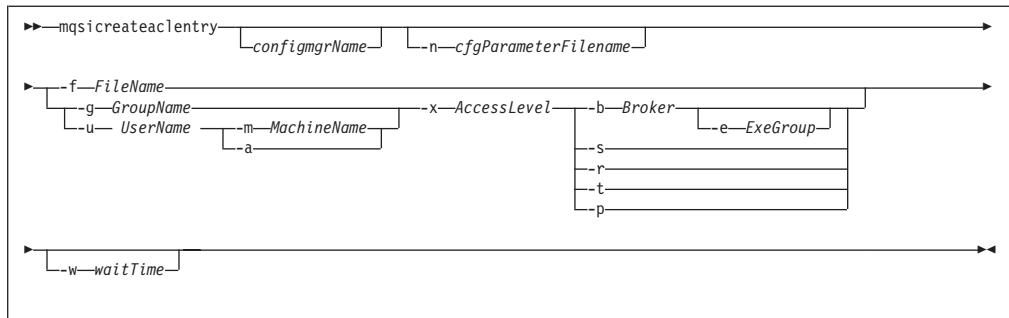 mqsicreateaclentry
configmgrName -n cfgParameterFilename
-f FileName
-g GroupName -x AccessLevel -b Broker
-u UserName -m MachineName -e ExeGroup
-a -s
-r
-t
-p
-w waitTime